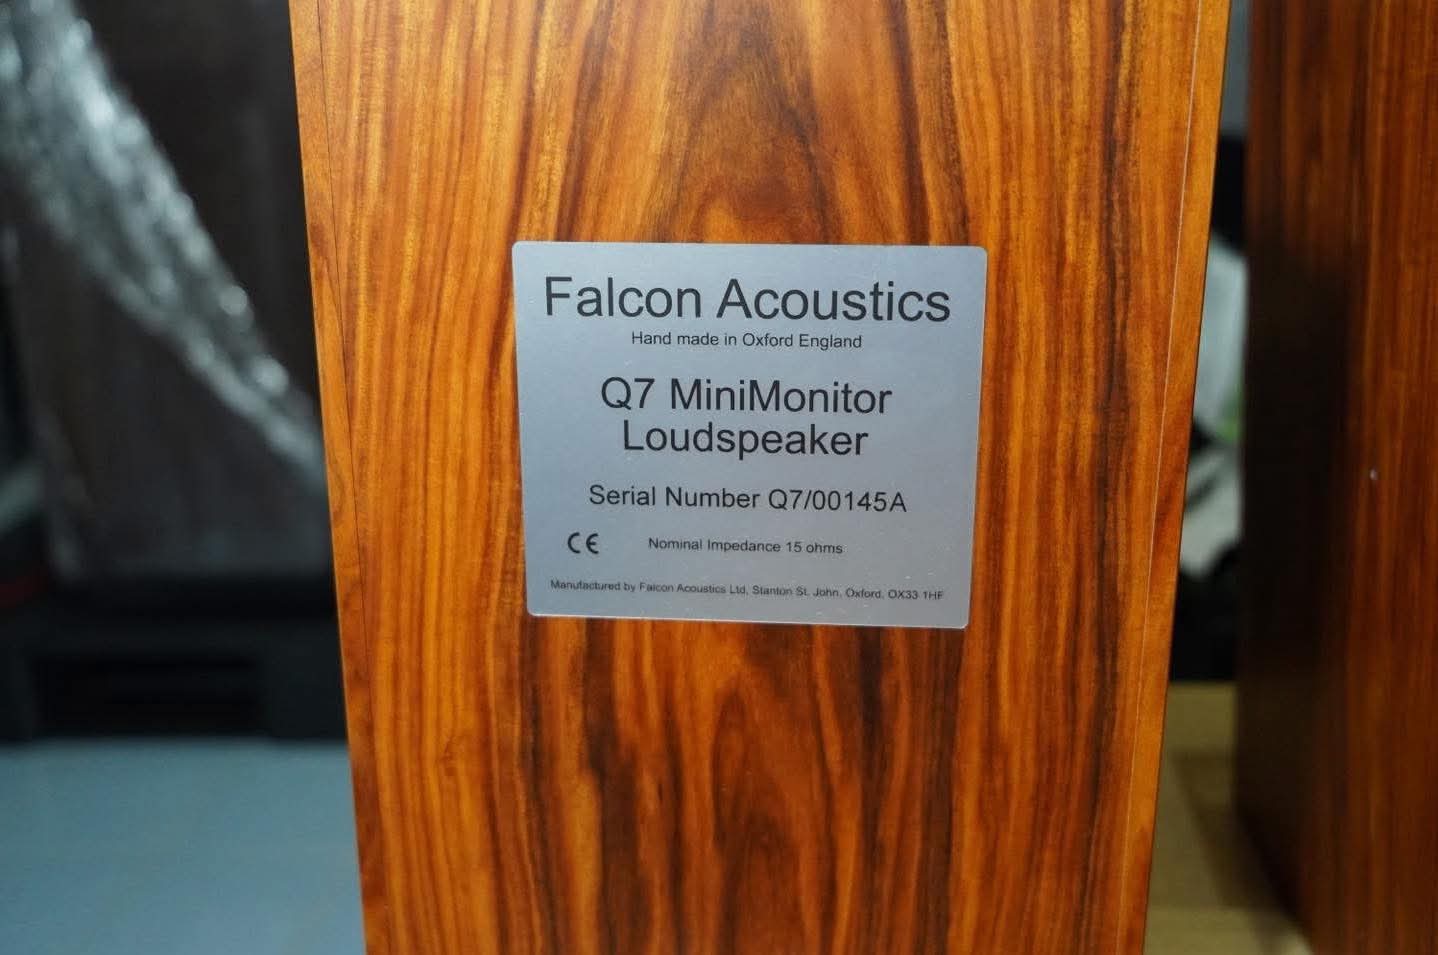 Falcon Acoustics
Hand made in Oxford England
Q7 MiniMonitor
Loudspeaker
Serial Number Q7/00145A
CE Nominal Impedance 15 ohms
Manufactured by Falcon Acoustics Ltd, Stanton St. John, Oxford, OX33 1HF